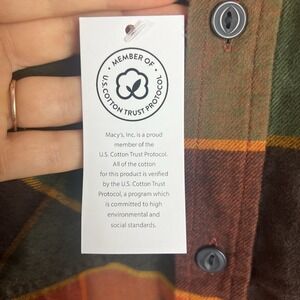 • MEMBER OF •
U.S. COTTON TRUST PROTOCOL
Macy's, Inc. is a proud
member of the
U.S. Cotton Trust Protocol.
All of the cotton
for this product is verified
by the U.S. Cotton Trust
Protocol, a program which
is committed to high
environmental and
social standards.